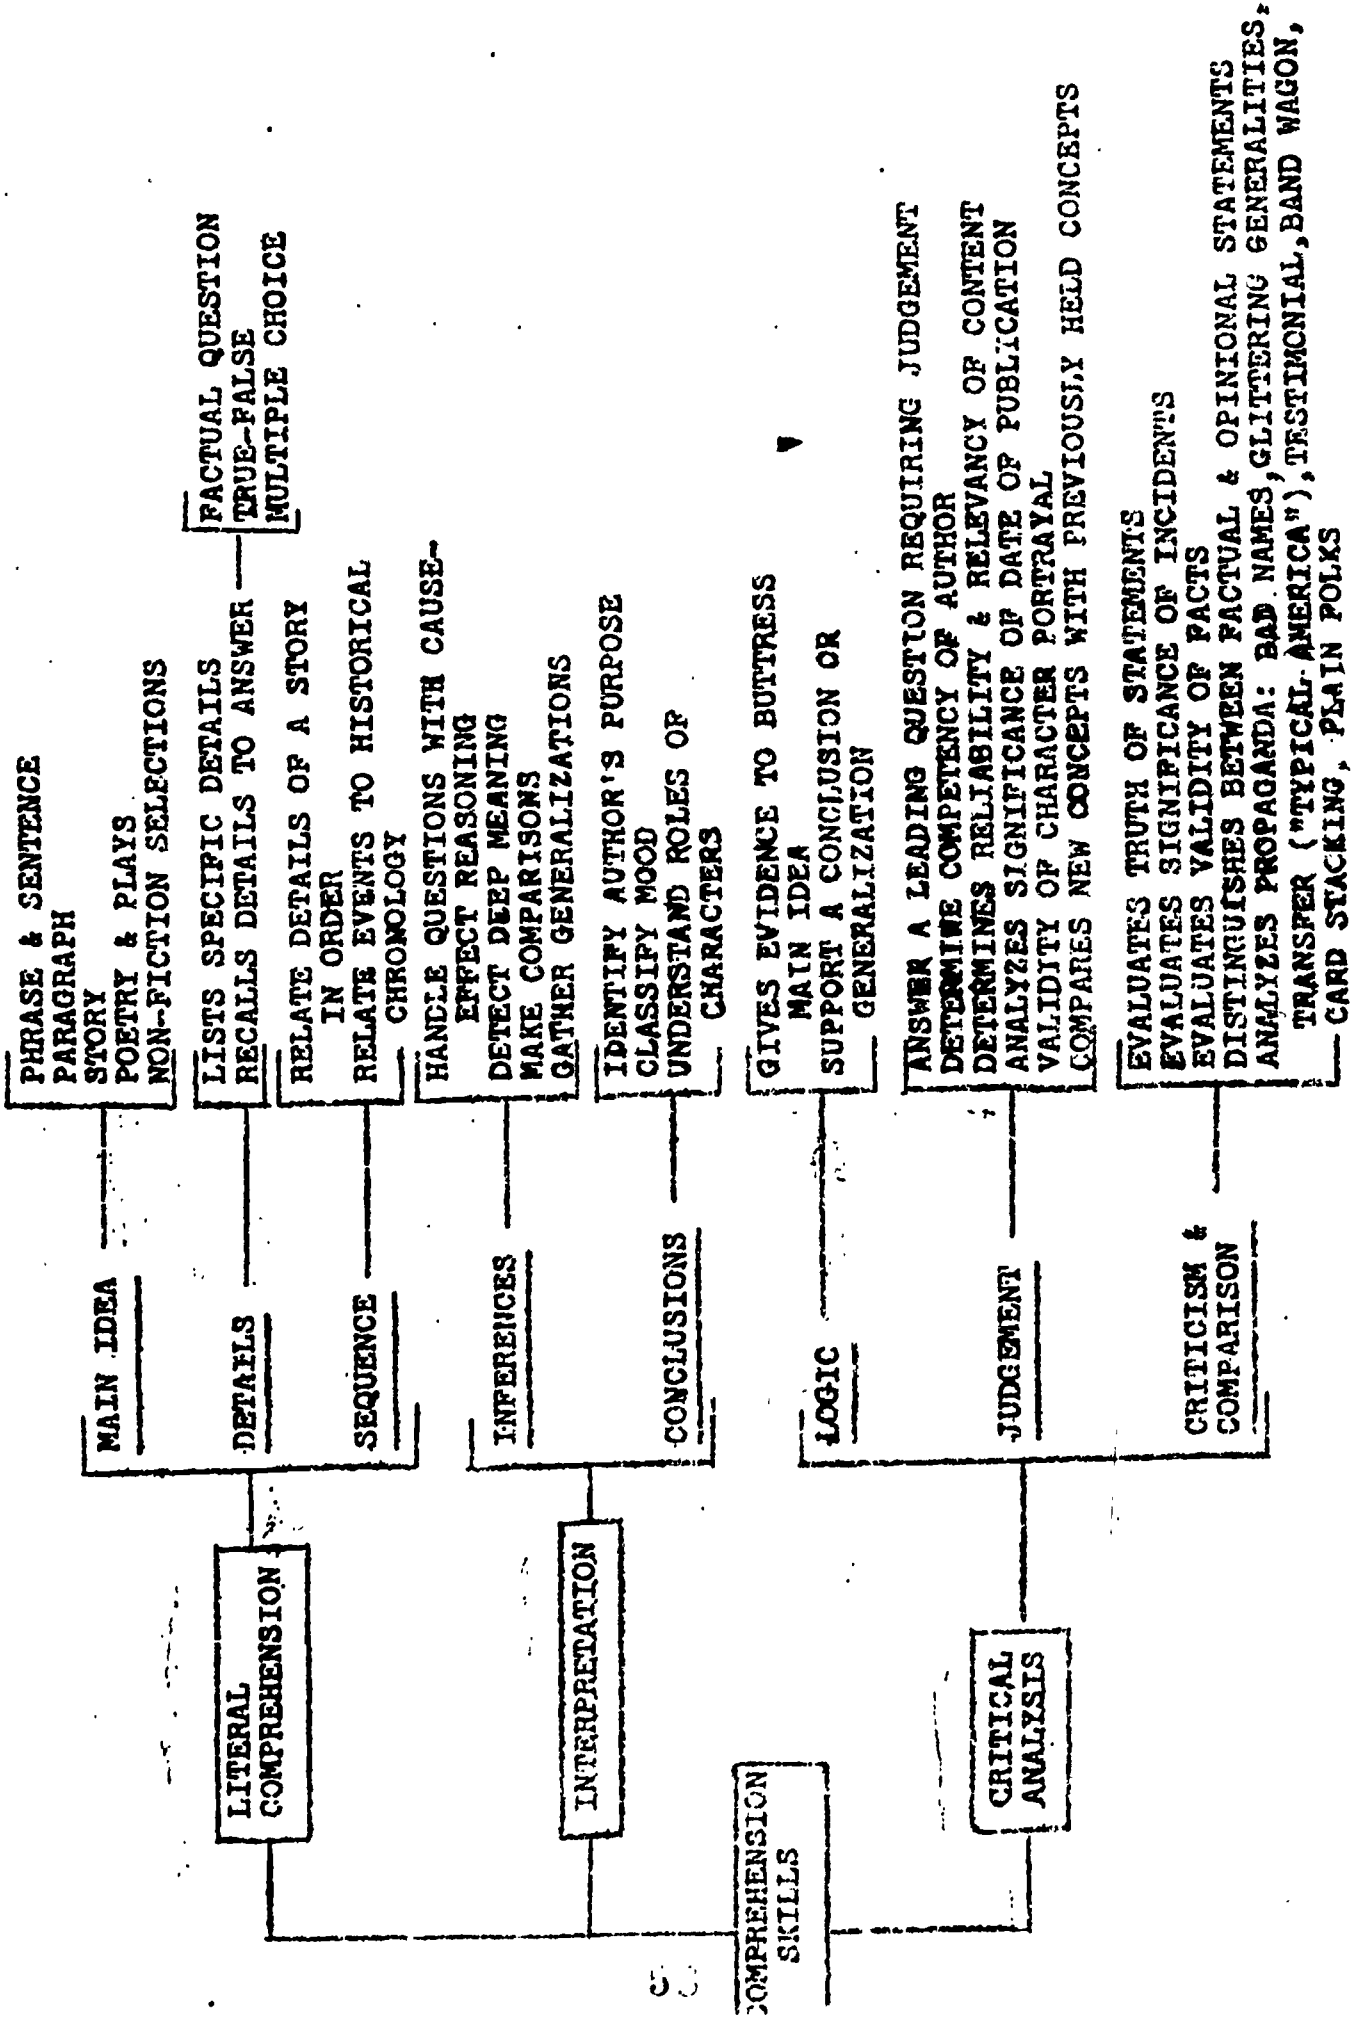 COMPREHENSION
SKILLS
LITERAL
COMPREHENSION
MAIN IDEA
PHRASE & SENTENCE
PARAGRAPH
STORY
POETRY & PLAYS
NON-FICTION SELECTIONS
DETAILS
LISTS SPECIFIC DETAILS
RECALLS DETAILS TO ANSWER
FACTUAL QUESTION
TRUE-FALSE
MULTIPLE CHOICE
SEQUENCE
RELATE DETAILS OF A STORY
IN ORDER
RELATE EVENTS TO HISTORICAL
CHRONOLOGY
INTERPRETATION
INFERENCES
HANDLE QUESTIONS WITH CAUSE-
EFFECT REASONING
DETECT DEEP MEANING
MAKE COMPARISONS
GATHER GENERALIZATIONS
CONCLUSIONS
IDENTIFY AUTHOR'S PURPOSE
CLASSIFY MOOD
UNDERSTAND ROLES OF
CHARACTERS
CRITICAL
ANALYSIS
LOGIC
GIVES EVIDENCE TO BUTTRESS
MAIN IDEA
SUPPORT A CONCLUSION OR
GENERALIZATION
JUDGEMENT
ANSWER A LEADING QUESTION REQUIRING JUDGEMENT
DETERMINE COMPETENCY OF AUTHOR
DETERMINES RELIABILITY & RELEVANCY OF CONTENT
ANALYZES SIGNIFICANCE OF DATE OF PUBLICATION
VALIDITY OF CHARACTER PORTRAYAL
COMPARES NEW CONCEPTS WITH PREVIOUSLY HELD CONCEPTS
CRITICISM &
COMPARISON
EVALUATES TRUTH OF STATEMENTS
EVALUATES SIGNIFICANCE OF INCIDENTS
EVALUATES VALIDITY OF FACTS
DISTINGUISHES BETWEEN FACTUAL & OPINIONAL STATEMENTS
ANALYZES PROPAGANDA: BAD NAMES, GLITTERING GENERALITIES,
TRANSFER ("TYPICAL AMERICA"), TESTIMONIAL, BAND WAGON,
CARD STACKING, PLAIN FOLKS